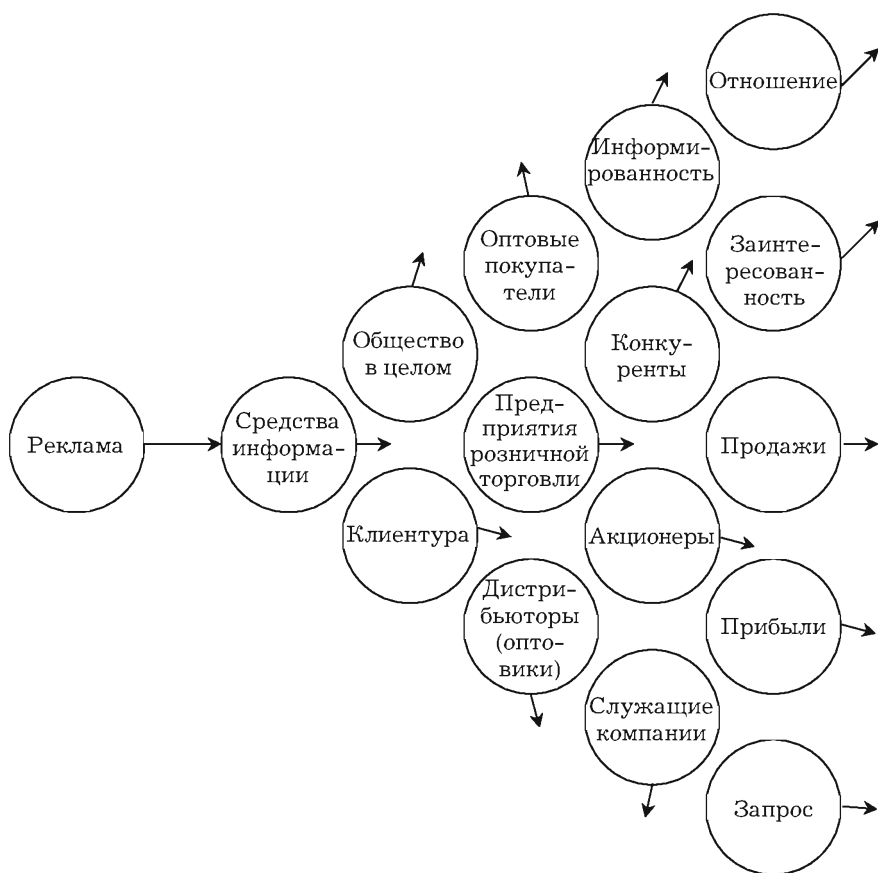 Отношение
Информи-
рованность
Оптовые
покупа-
тели
Заинте-
ресован-
ность
Общество
в целом
Конку-
ренты
Реклама
Средства
информа-
ции
Пред-
приятия
розничной
торговли
Продажи
Клиентура
Акционеры
Дистри-
бьюторы
(опто-
вики)
Прибыли
Служащие
компании
Запрос